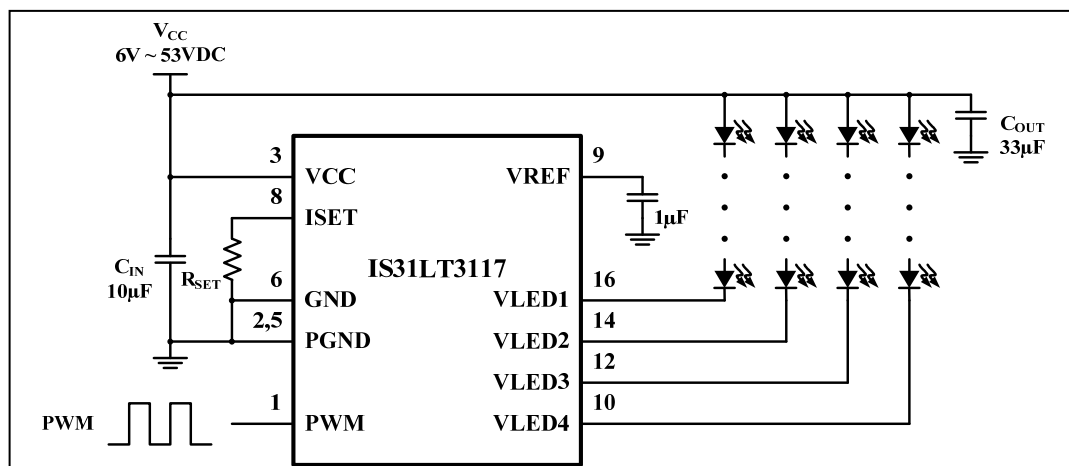 VCC
6V ~ 53VDC
3
VCC
8
ISET
CIN
10µF
RSET
6
GND
2,5
PGND
PWM
1
PWM
IS31LT3117
9
VREF
1µF
16
VLED1
14
VLED2
12
VLED3
10
VLED4
COUT
33µF